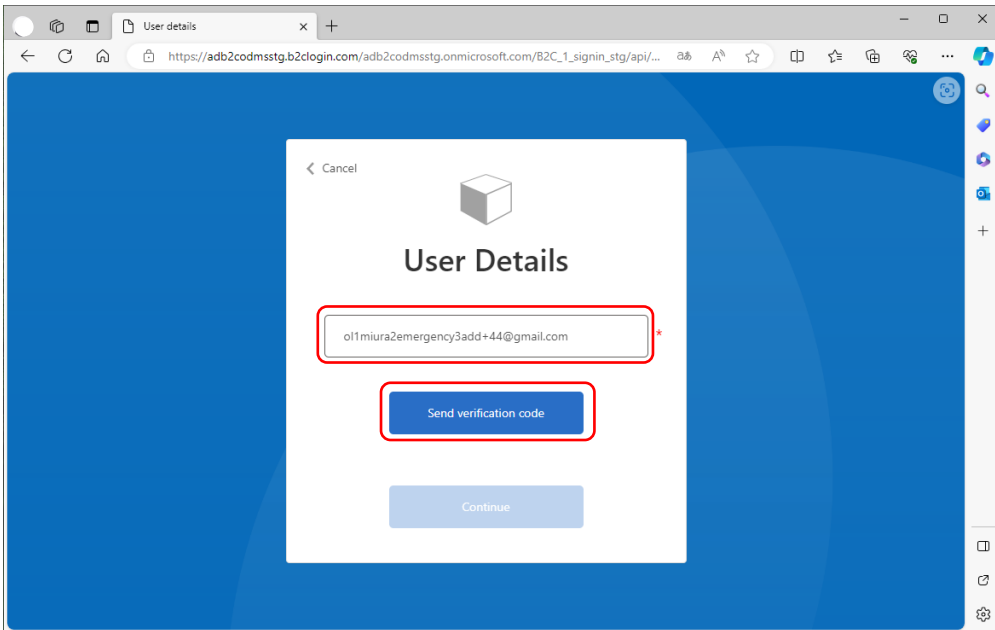 User details
https://adb2codmsstg.b2clogin.com/adb2codmsstg.onmicrosoft.com/B2C_1_signin_stg/api/...
Cancel
User Details
ol1miura2emergency3add+44@gmail.com
*
Send verification code
Continue